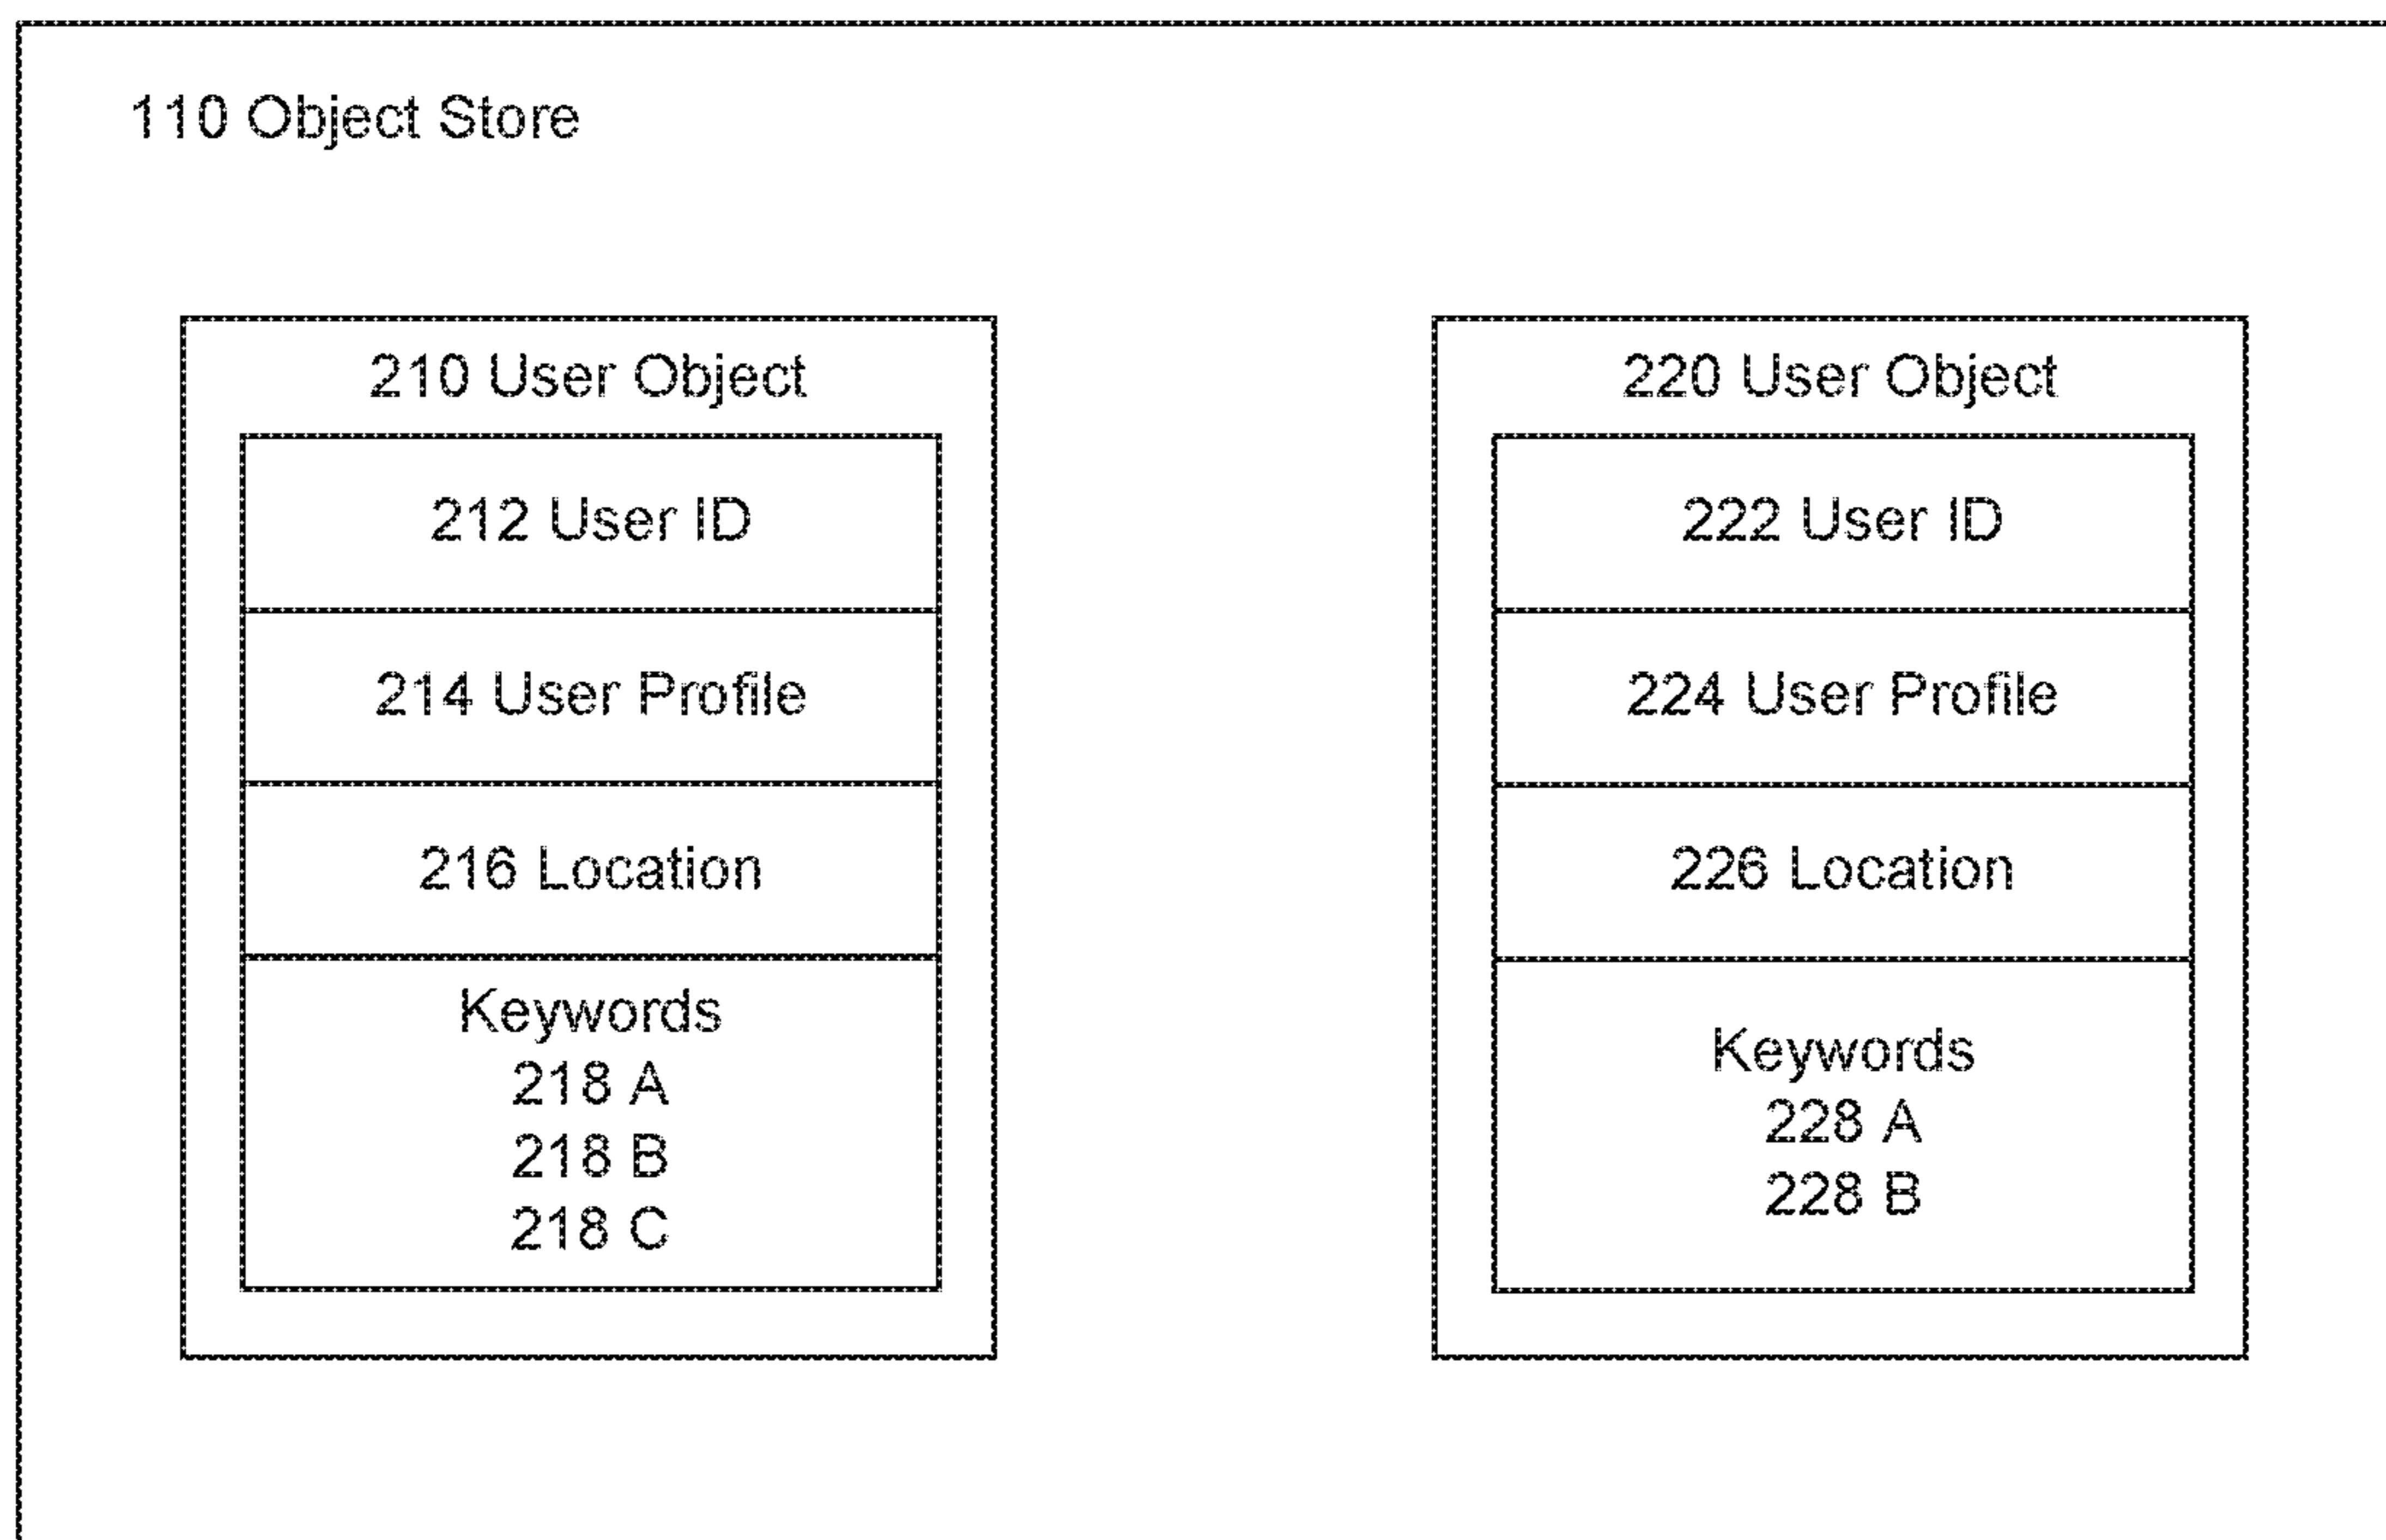 110 Object Store
210 User Object
212 User ID
214 User Profile
216 Location
Keywords
218 A
218 B
218 C
220 User Object
222 User ID
224 User Profile
226 Location
Keywords
228 A
228 B